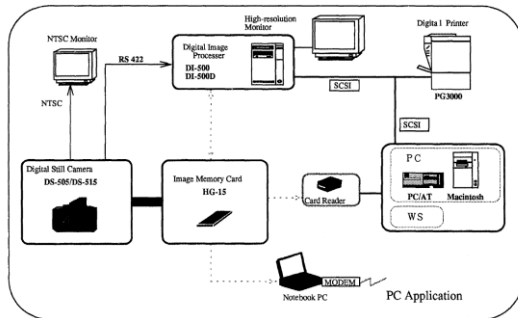 NTSC Monitor
High-resolution
Monitor
Digital Image
Processer
DI-500
DI-500D
RS 422
NTSC
Digital Printer
PG3000
SCSI
SCSI
Digital Still Camera
DS-505/DS-515
Image Memory Card
HG-15
Card Reader
PC
PC/AT
Macintosh
WS
Notebook PC
MODEM
PC Application